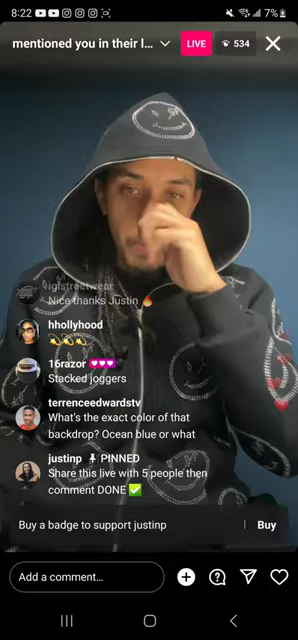 8:22
7%
mentioned you in their l...
LIVE
534
igfstreetwear
Nice thanks Justin 🔥
hhollyhood
💫💫💫
16razor 💗💗💗
Stacked joggers
terrenceedwardstv
What's the exact color of that
backdrop? Ocean blue or what
justinp 📌 PINNED
Share this live with 5 people then
comment DONE ✅
Buy a badge to support justinp
Buy
Add a comment...